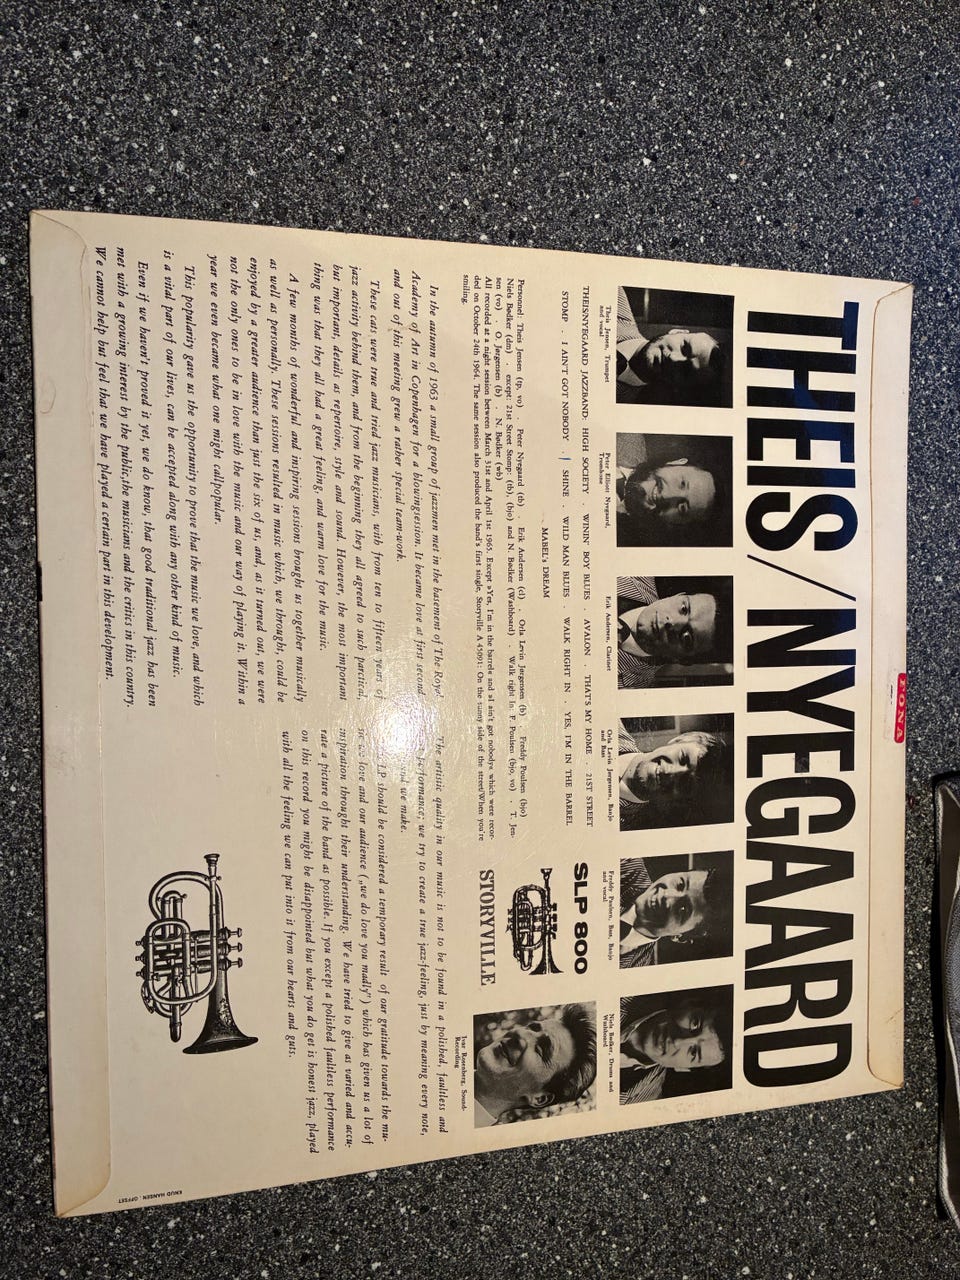 FONA
THEIS/NYEGAARD
Theis Jensen, Trumpet
and vocal
Peter Elliott Nyegaard,
Trombone
Erik Andersen, Clarinet
Orla Levin Jørgensen, Banjo
and Bass
Freddy Poulsen, Bass, Banjo
and vocal
Niels Bødker, Drums and
Washboard
THEIS/NYEGAARD JAZZBAND: HIGH SOCIETY . WININ' BOY BLUES . AVALON . THAT'S MY HOME . 21ST STREET
STOMP . I AIN'T GOT NOBODY . SHINE . WILD MAN BLUES . WALK RIGHT IN . YES, I'M IN THE BARREL
MABEL'S DREAM
Personnel: Theis Jensen (tp, vo) . Peter Nyegaard (tb) . Erik Andersen (cl) . Orla Levin Jørgensen (b) . Freddy Poulsen (bjo)
Niels Bødker (dm) . except: 21st Street Stomp: (tb), (bjo) and N. Bødker (Washboard) . Walk right In: F. Poulsen (bjo, vo) . T. Jen-
sen (vo) . O. Jørgensen (b) . N. Bødker (wb)
All recorded at a night session between March 31st and April 1st 1965. Except »Yes, I'm in the barrel« and »I ain't got nobody« which were recor-
ded on October 24th 1964. The same session also produced the band's first single, Storyville A 45091: On the sunny side of the street/When you're
smiling.
SLP 800
STORYVILLE
Ivar Rosenberg, Sound-
Recording
In the autumn of 1963 a small group of jazzmen met in the basement of The Royal
Academy of Art in Copenhagen for a blowingsession. It became love at first second
and out of this meeting grew a rather special team-work.
These cats were true and tried jazz musicians, with from ten to fifteen years of
jazz activity behind them, and from the beginning they all agreed to such partical,
but important, details as repertoire, style and sound. However, the most important
thing was that they all had a great feeling, and warm love for the music.
A few months of wonderful and inspiring sessions brought us together musically
as well as personally. These sessions resulted in music which, we throught, could be
enjoyed by a greater audience than just the six of us, and, as it turned out, we were
not the only ones to be in love with the music and our way of playing it. Within a
year we even became what one might callpopular.
This popularity gave us the opportunity to prove that the music we love, and which
is a vital part of our lives, can be accepted along with any other kind of music.
Even if we haven't proved it yet, we do know, that good traditional jazz has been
met with a growing interest by the public,the musicians and the critics in this country.
We cannot help but feel that we have played a certain part in this development.
The artistic quality in our music is not to be found in a polished, faultless and
performance; we try to create a true jazz-feeling, just by meaning every note,
we make.
LP should be considered a temporary result of our gratitude towards the mu-
sic we love and our audience („we do love you madly") which has given us a lot of
inspiration throught their understanding. We have tried to give as varied and accu-
rate a picture of the band as possible. If you except a polished faultless performance
on this record you might be disappointed but what you do get is honest jazz, played
with all the feeling we can put into it from our hearts and guts.
KNUD HANSEN . OFFSET